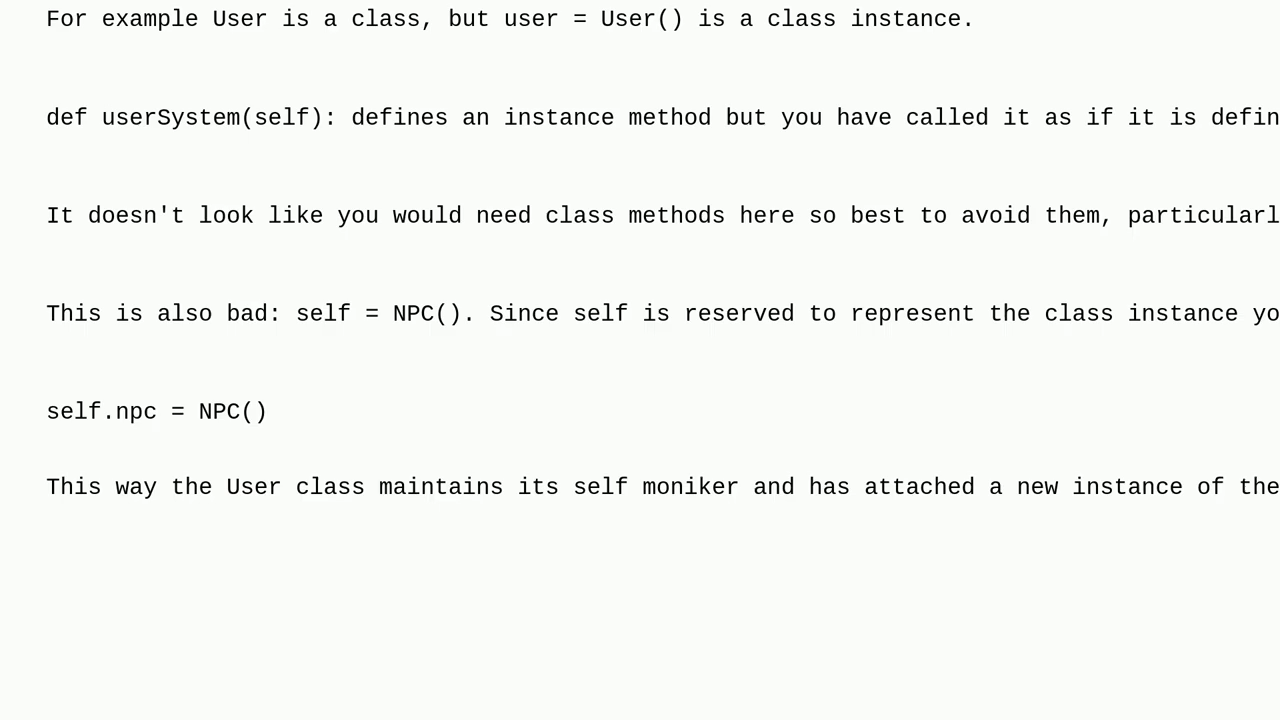 For example User is a class, but user = User() is a class instance.
def userSystem(self): defines an instance method but you have called it as if it is defin
It doesn't look like you would need class methods here so best to avoid them, particularl
This is also bad: self = NPC(). Since self is reserved to represent the class instance yo
self.npc = NPC()
This way the User class maintains its self moniker and has attached a new instance of the